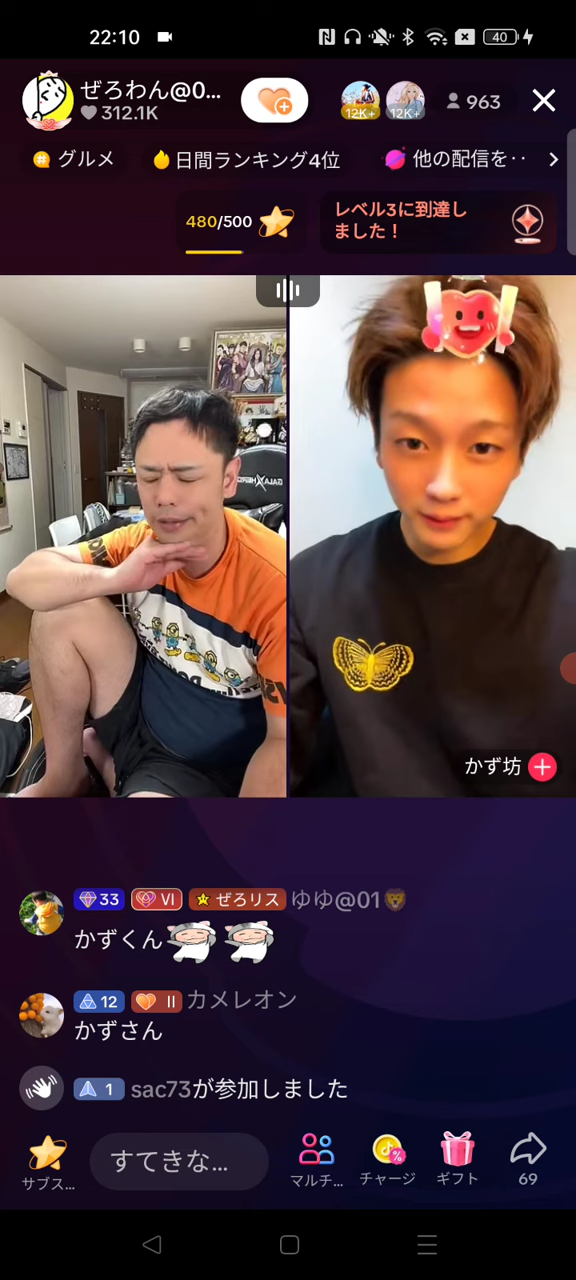 22:10
40
ぜろわん@0...
312.1K
12K+
12K+
963
グルメ
日間ランキング4位
他の配信を‥
480/500
レベル3に到達し
ました！
かず坊
33
VI
ぜろリス
ゆゆ@01
かずくん
12
II
カメレオン
かずさん
1
sac73が参加しました
すてきな...
サブス...
マルチ...
チャージ
ギフト
69